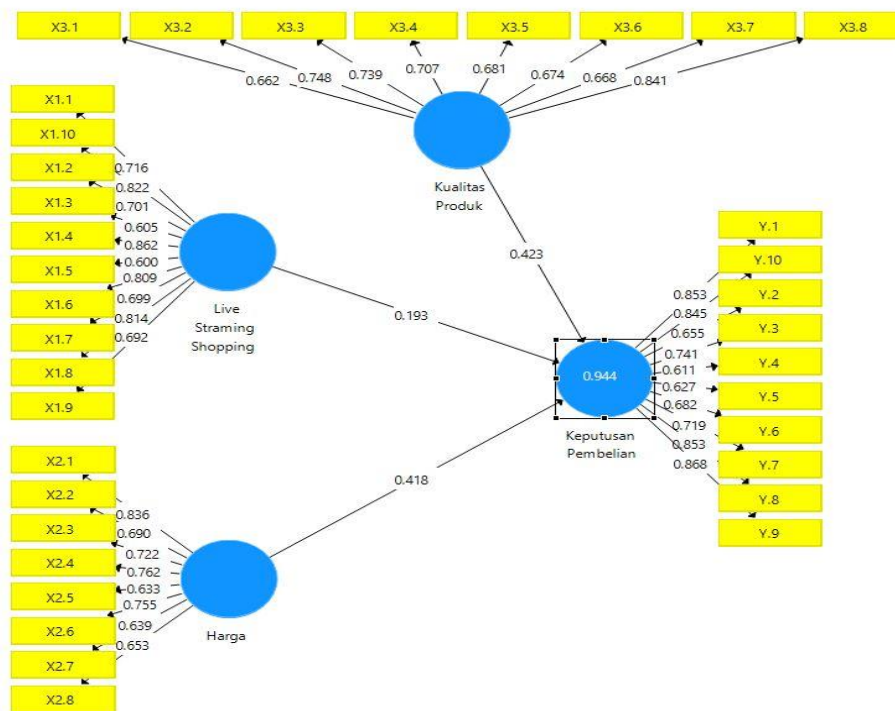 X3.1 X3.2 X3.3 X3.4 X3.5 X3.6 X3.7 X3.8
0.662 0.748 0.739 0.707 0.681 0.674 0.668 0.841
Kualitas
Produk
X1.1
X1.10
X1.2
X1.3
X1.4
X1.5
X1.6
X1.7
X1.8
X1.9
0.716
0.822
0.701
0.605
0.862
0.600
0.809
0.699
0.814
0.692
Live
Straming
Shopping
0.423
0.193
0.418
X2.1
X2.2
X2.3
X2.4
X2.5
X2.6
X2.7
X2.8
0.836
0.690
0.722
0.762
0.633
0.755
0.639
0.653
Harga
0.944
Keputusan
Pembelian
0.853
0.845
0.655
0.741
0.611
0.627
0.682
0.719
0.853
0.868
Y.1
Y.10
Y.2
Y.3
Y.4
Y.5
Y.6
Y.7
Y.8
Y.9